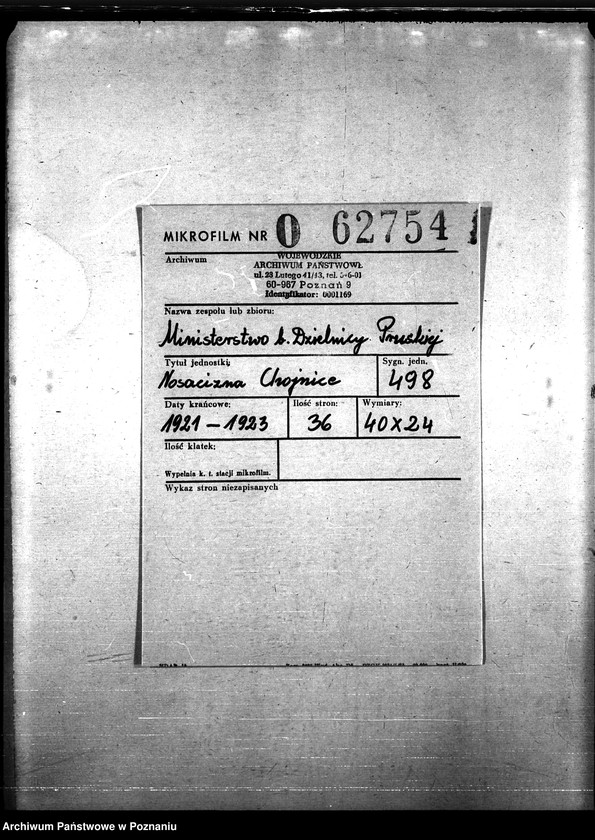 MIKROFILM NR O 62754
Archiwum
WOJEWÓDZKIE
ARCHIWUM PAŃSTWOWE
ul. 23 Lutego 41/43, tel. 5-6-01
60-967 Poznań 9
Identyfikator: 0001169
Nazwa zespołu lub zbioru:
Ministerstwo b. Dzielnicy Pruskiej
Tytuł jednostki: Sygn. jedn.
Nosacizna Chojnice 498
Daty krańcowe: Ilość stron: Wymiary:
1921 – 1923 36 40x24
Ilość klatek:
Wypełnia k. t. stacji mikrofilm.
Wykaz stron niezapisanych
Archiwum Państwowe w Poznaniu